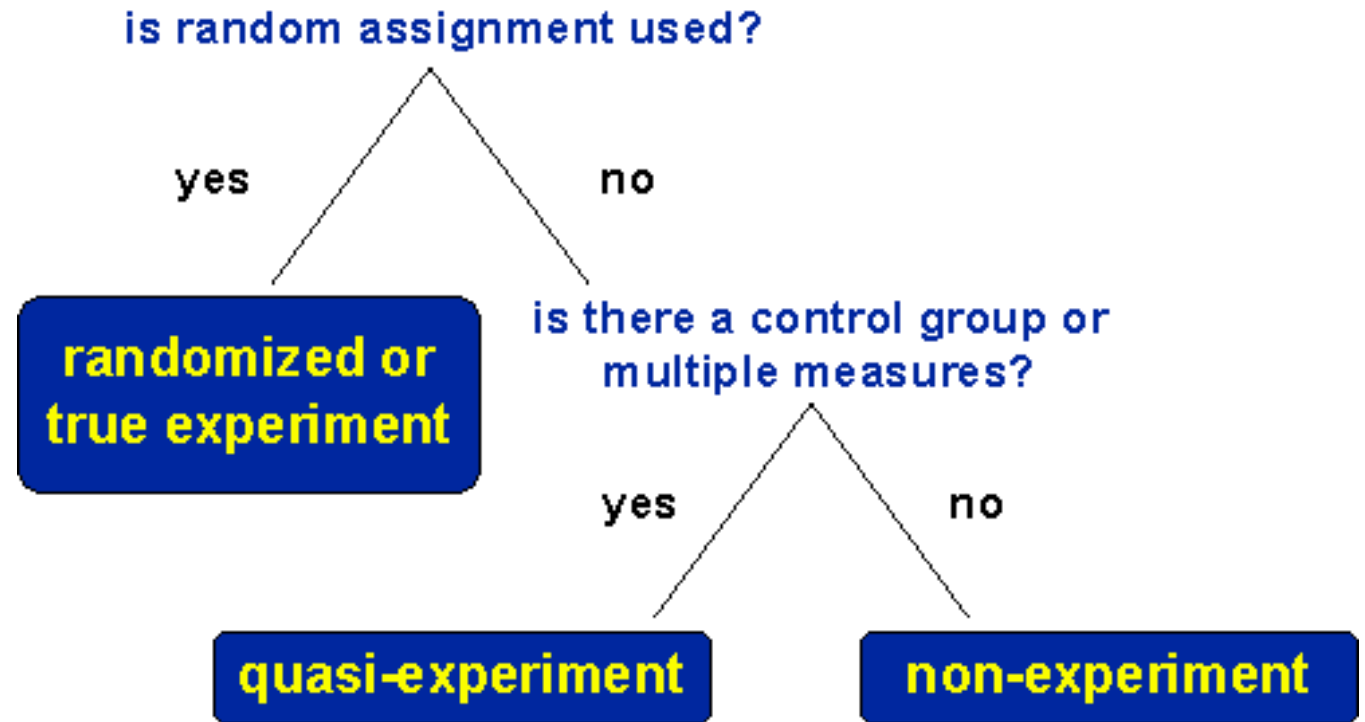 is random assignment used?
yes
no
randomized or
true experiment
is there a control group or
multiple measures?
yes
no
quasi-experiment
non-experiment